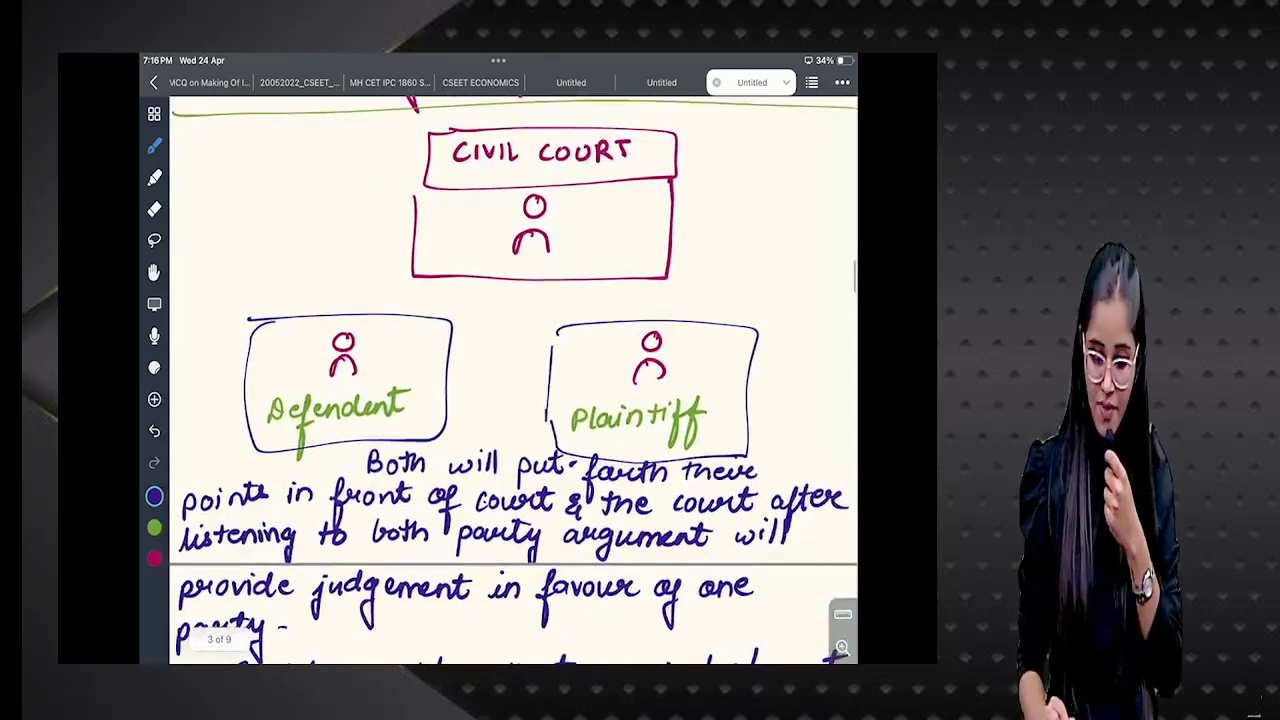 7:16 PM Wed 24 Apr
34%
MCQ on Making Of I... 20052022_CSEET_... MH CET IPC 1860 S... CSEET ECONOMICS Untitled Untitled Untitled
CIVIL COURT
Defendent
Plaintiff
Both will put farth there
points in front of court & the court after
listening to both party argument will
provide judgement in favour of one
party.
3 of 9